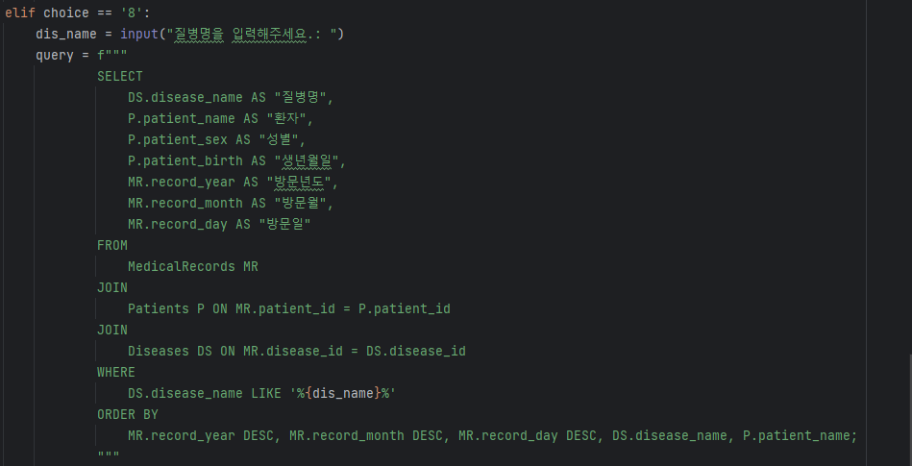 elif choice == '8':
dis_name = input("질병명을 입력해주세요.: ")
query = f"""
SELECT
DS.disease_name AS "질병명",
P.patient_name AS "환자",
P.patient_sex AS "성별",
P.patient_birth AS "생년월일",
MR.record_year AS "방문년도",
MR.record_month AS "방문월",
MR.record_day AS "방문일"
FROM
MedicalRecords MR
JOIN
Patients P ON MR.patient_id = P.patient_id
JOIN
Diseases DS ON MR.disease_id = DS.disease_id
WHERE
DS.disease_name LIKE '%{dis_name}%'
ORDER BY
MR.record_year DESC, MR.record_month DESC, MR.record_day DESC, DS.disease_name, P.patient_name;
"""